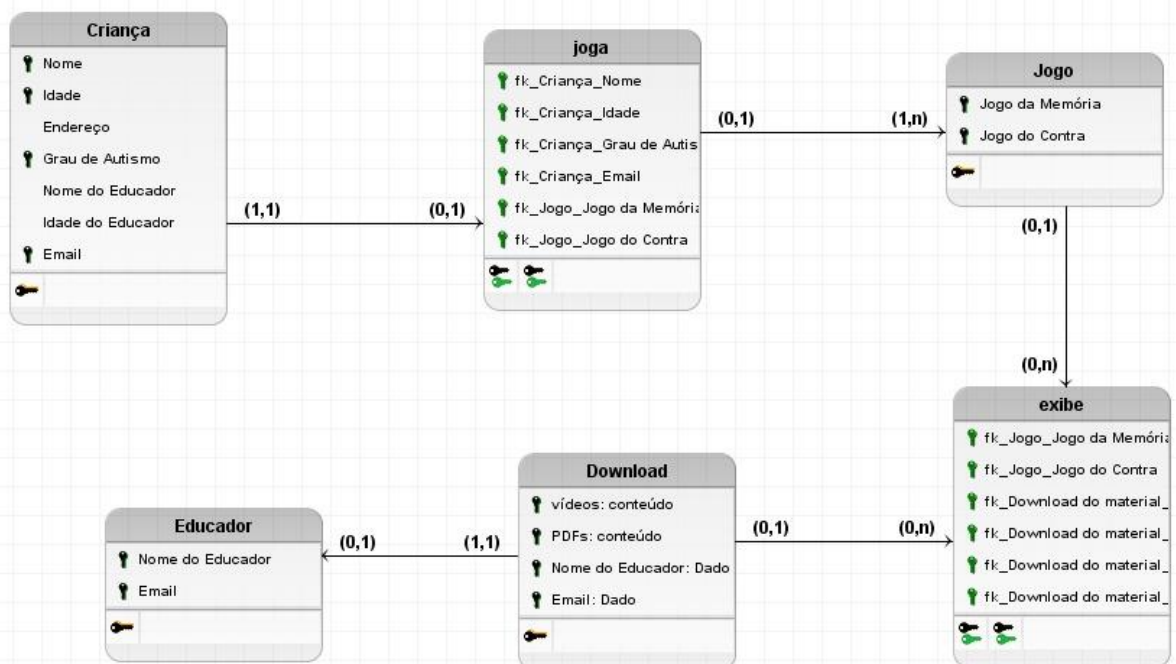 Criança
Nome
Idade
Endereço
Grau de Autismo
Nome do Educador
Idade do Educador
Email
(1,1)
(0,1)
joga
fk_Criança_Nome
fk_Criança_Idade
fk_Criança_Grau de Autis
fk_Criança_Email
fk_Jogo_Jogo da Memória
fk_Jogo_Jogo do Contra
(0,1)
(1,n)
Jogo
Jogo da Memória
Jogo do Contra
(0,1)
(0,n)
exibe
fk_Jogo_Jogo da Memória
fk_Jogo_Jogo do Contra
fk_Download do material_
fk_Download do material_
fk_Download do material_
fk_Download do material_
Download
vídeos: conteúdo
PDFs: conteúdo
Nome do Educador: Dado
Email: Dado
(0,1)
(0,n)
Educador
Nome do Educador
Email
(0,1)
(1,1)